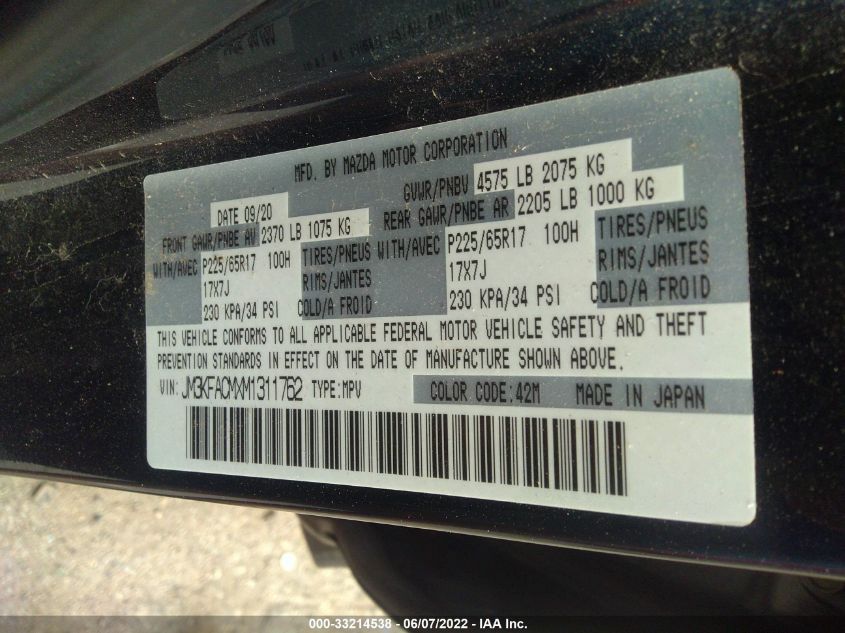 MFD. BY MAZDA MOTOR CORPORATION
DATE 09/20 GVWR/PNBV 4575 LB 2075 KG
FRONT GAWR/PNBE AV 2370 LB 1075 KG REAR GAWR/PNBE AR 2205 LB 1000 KG
WITH/AVEC P225/65R17 100H TIRES/PNEUS WITH/AVEC P225/65R17 100H TIRES/PNEUS
17X7J RIMS/JANTES 17X7J RIMS/JANTES
230 KPA/34 PSI COLD/A FROID 230 KPA/34 PSI COLD/A FROID
THIS VEHICLE CONFORMS TO ALL APPLICABLE FEDERAL MOTOR VEHICLE SAFETY AND THEFT
PREVENTION STANDARDS IN EFFECT ON THE DATE OF MANUFACTURE SHOWN ABOVE.
VIN: JM3KFACMXM1311762 TYPE:MPV COLOR CODE:42M MADE IN JAPAN
000-33214538 - 06/07/2022 - IAA Inc.